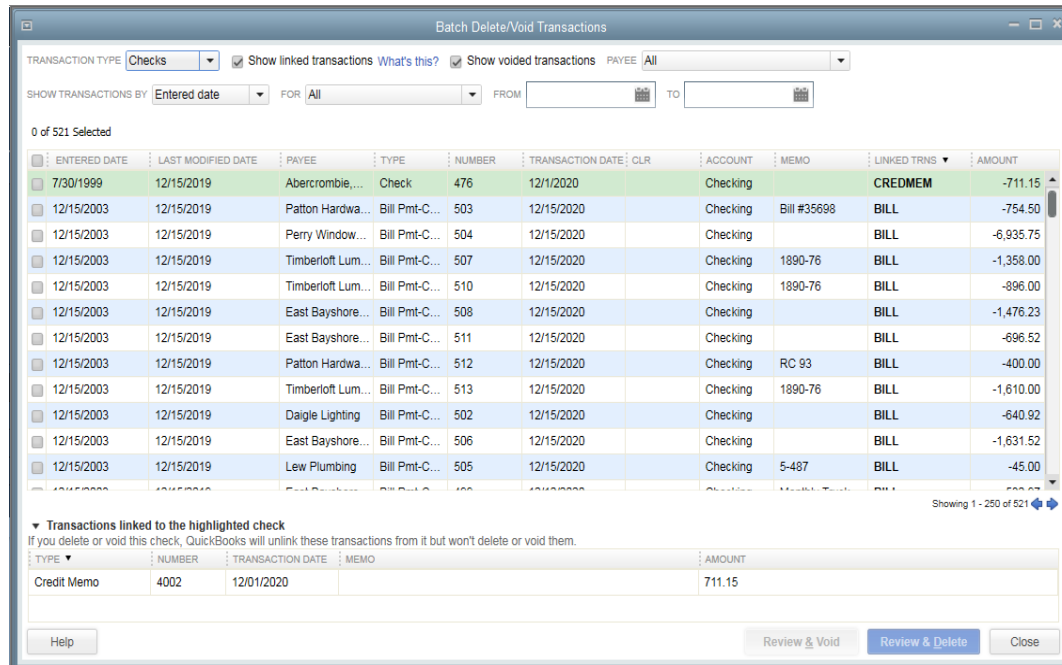 Batch Delete/Void Transactions
TRANSACTION TYPE Checks Show linked transactions What's this? Show voided transactions PAYEE All
SHOW TRANSACTIONS BY Entered date FOR All FROM TO
0 of 521 Selected
ENTERED DATE LAST MODIFIED DATE PAYEE TYPE NUMBER TRANSACTION DATE CLR ACCOUNT MEMO LINKED TRNS AMOUNT
7/30/1999 12/15/2019 Abercrombie,... Check 476 12/1/2020 Checking CREDMEM -711.15
12/15/2003 12/15/2019 Patton Hardwa... Bill Pmt-C... 503 12/15/2020 Checking Bill #35698 BILL -754.50
12/15/2003 12/15/2019 Perry Window... Bill Pmt-C... 504 12/15/2020 Checking BILL -6,935.75
12/15/2003 12/15/2019 Timberloft Lum... Bill Pmt-C... 507 12/15/2020 Checking 1890-76 BILL -1,358.00
12/15/2003 12/15/2019 Timberloft Lum... Bill Pmt-C... 510 12/15/2020 Checking 1890-76 BILL -896.00
12/15/2003 12/15/2019 East Bayshore... Bill Pmt-C... 508 12/15/2020 Checking BILL -1,476.23
12/15/2003 12/15/2019 East Bayshore... Bill Pmt-C... 511 12/15/2020 Checking BILL -696.52
12/15/2003 12/15/2019 Patton Hardwa... Bill Pmt-C... 512 12/15/2020 Checking RC 93 BILL -400.00
12/15/2003 12/15/2019 Timberloft Lum... Bill Pmt-C... 513 12/15/2020 Checking 1890-76 BILL -1,610.00
12/15/2003 12/15/2019 Daigle Lighting Bill Pmt-C... 502 12/15/2020 Checking BILL -640.92
12/15/2003 12/15/2019 East Bayshore... Bill Pmt-C... 506 12/15/2020 Checking BILL -1,631.52
12/15/2003 12/15/2019 Lew Plumbing Bill Pmt-C... 505 12/15/2020 Checking 5-487 BILL -45.00
Showing 1 - 250 of 521
Transactions linked to the highlighted check
If you delete or void this check, QuickBooks will unlink these transactions from it but won't delete or void them.
TYPE NUMBER TRANSACTION DATE MEMO AMOUNT
Credit Memo 4002 12/01/2020 711.15
Help Review & Void Review & Delete Close